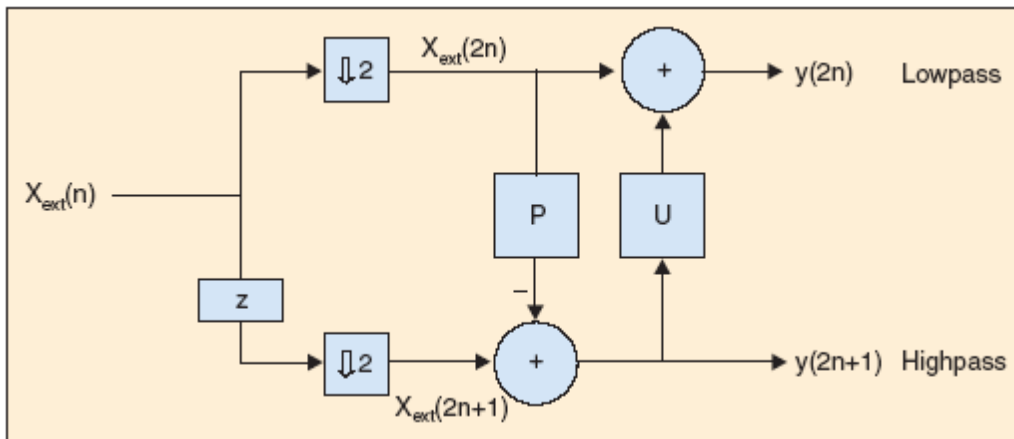 ⇩2
X_ext(2n)
+
y(2n) Lowpass
X_ext(n)
P
U
z
−
⇩2
X_ext(2n+1)
+
y(2n+1) Highpass